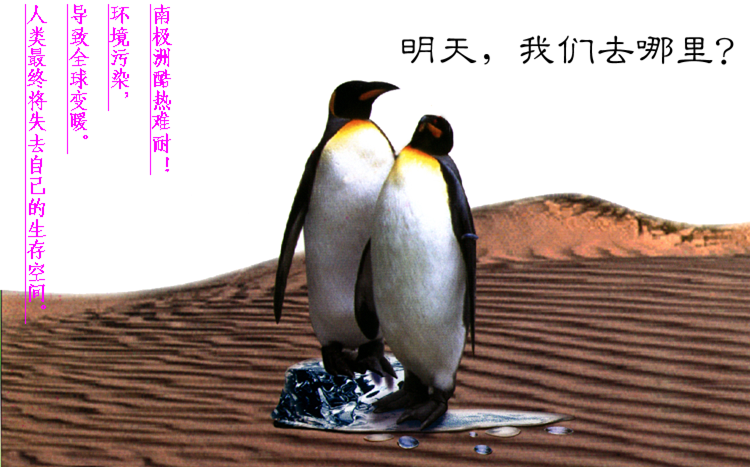 明天，我们去哪里？
南极洲酷热难耐！
环境污染，
导致全球变暖。
人类最终将失去自己的生存空间。